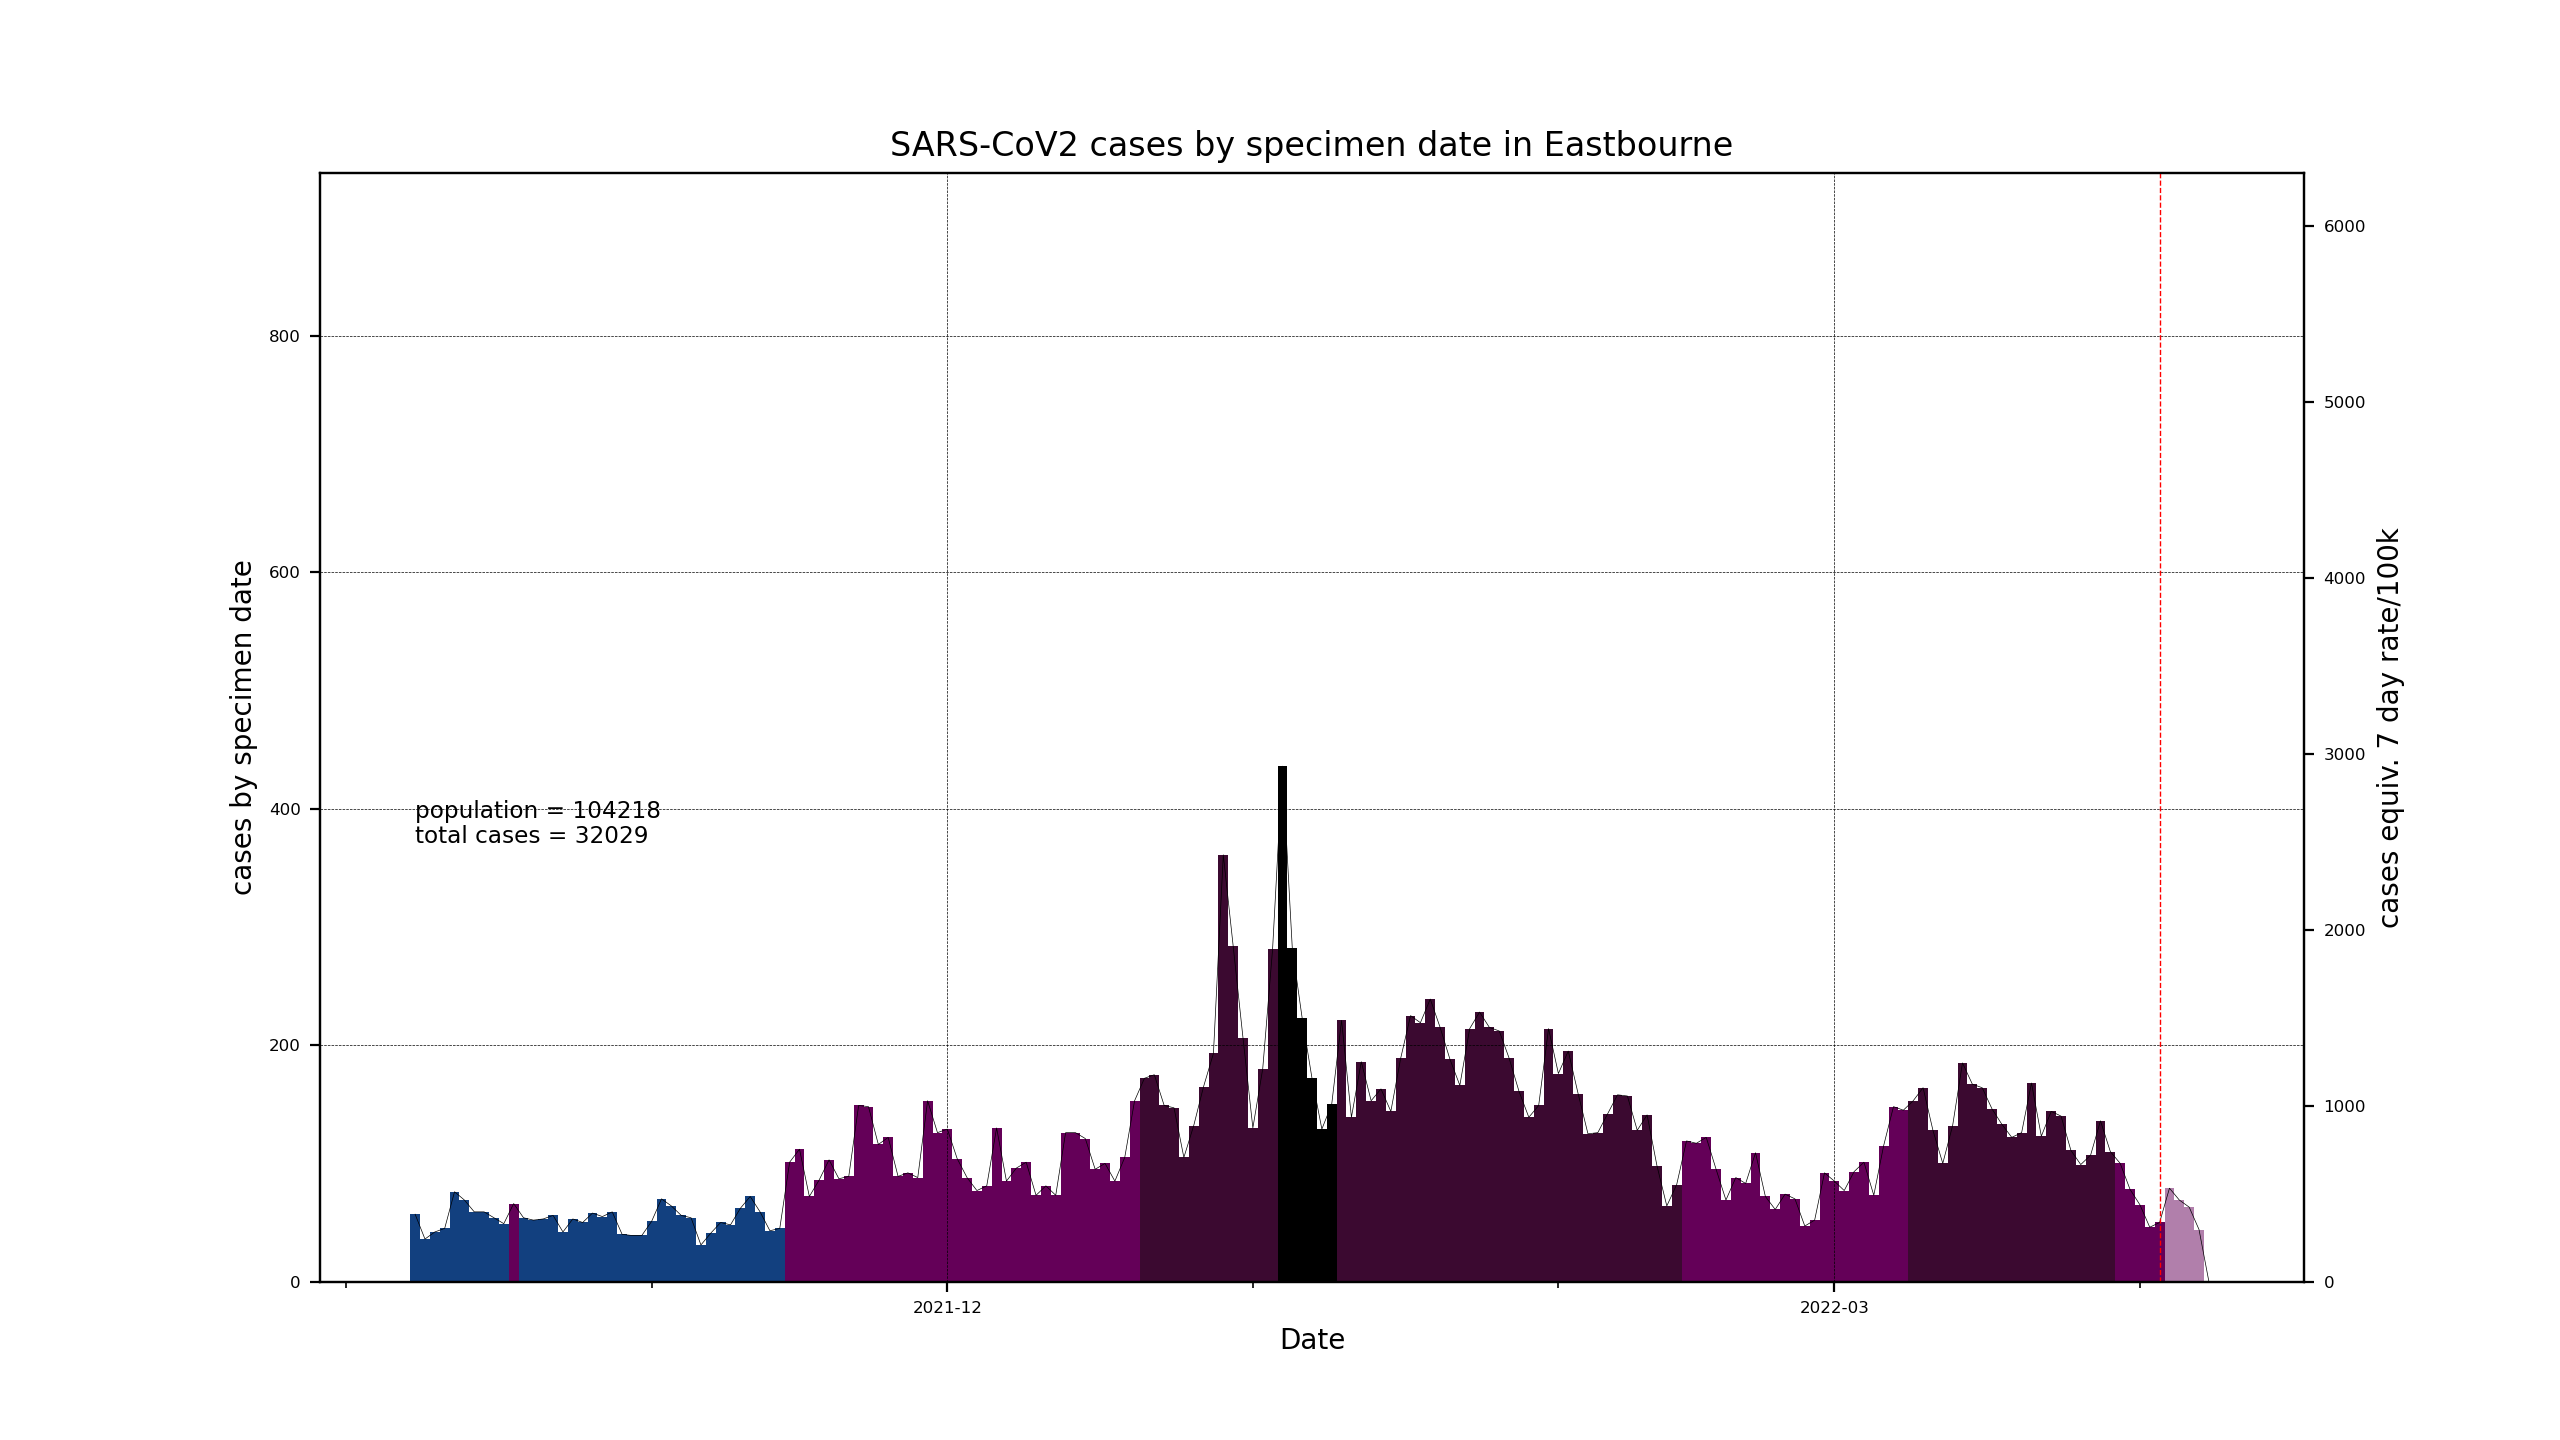 SARS-CoV2 cases by specimen date in Eastbourne
cases by specimen date
800
600
400
200
0
population = 104218
total cases = 32029
6000
5000
4000
3000
2000
1000
0
cases equiv. 7 day rate/100k
2021-12
2022-03
Date